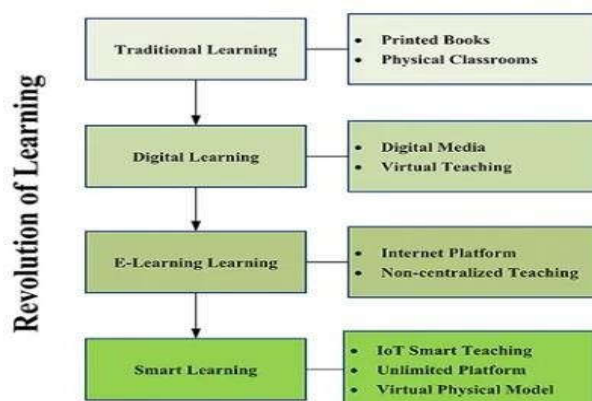 Revolution of Learning
Traditional Learning
• Printed Books
• Physical Classrooms
Digital Learning
• Digital Media
• Virtual Teaching
E-Learning Learning
• Internet Platform
• Non-centralized Teaching
Smart Learning
• IoT Smart Teaching
• Unlimited Platform
• Virtual Physical Model